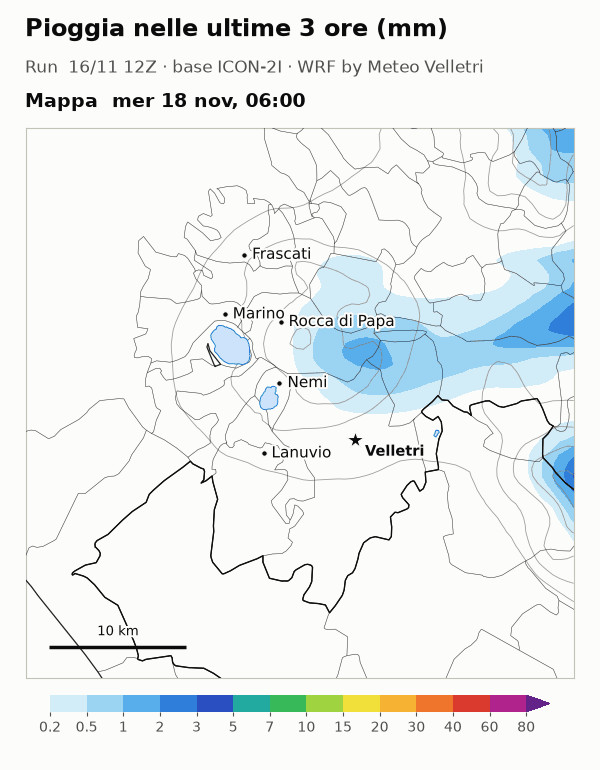 Pioggia nelle ultime 3 ore (mm)
Run 16/11 12Z · base ICON-2I · WRF by Meteo Velletri
Mappa mer 18 nov, 06:00
Frascati
Marino
Rocca di Papa
Nemi
Velletri
Lanuvio
10 km
0.2 0.5 1 2 3 5 7 10 15 20 30 40 60 80